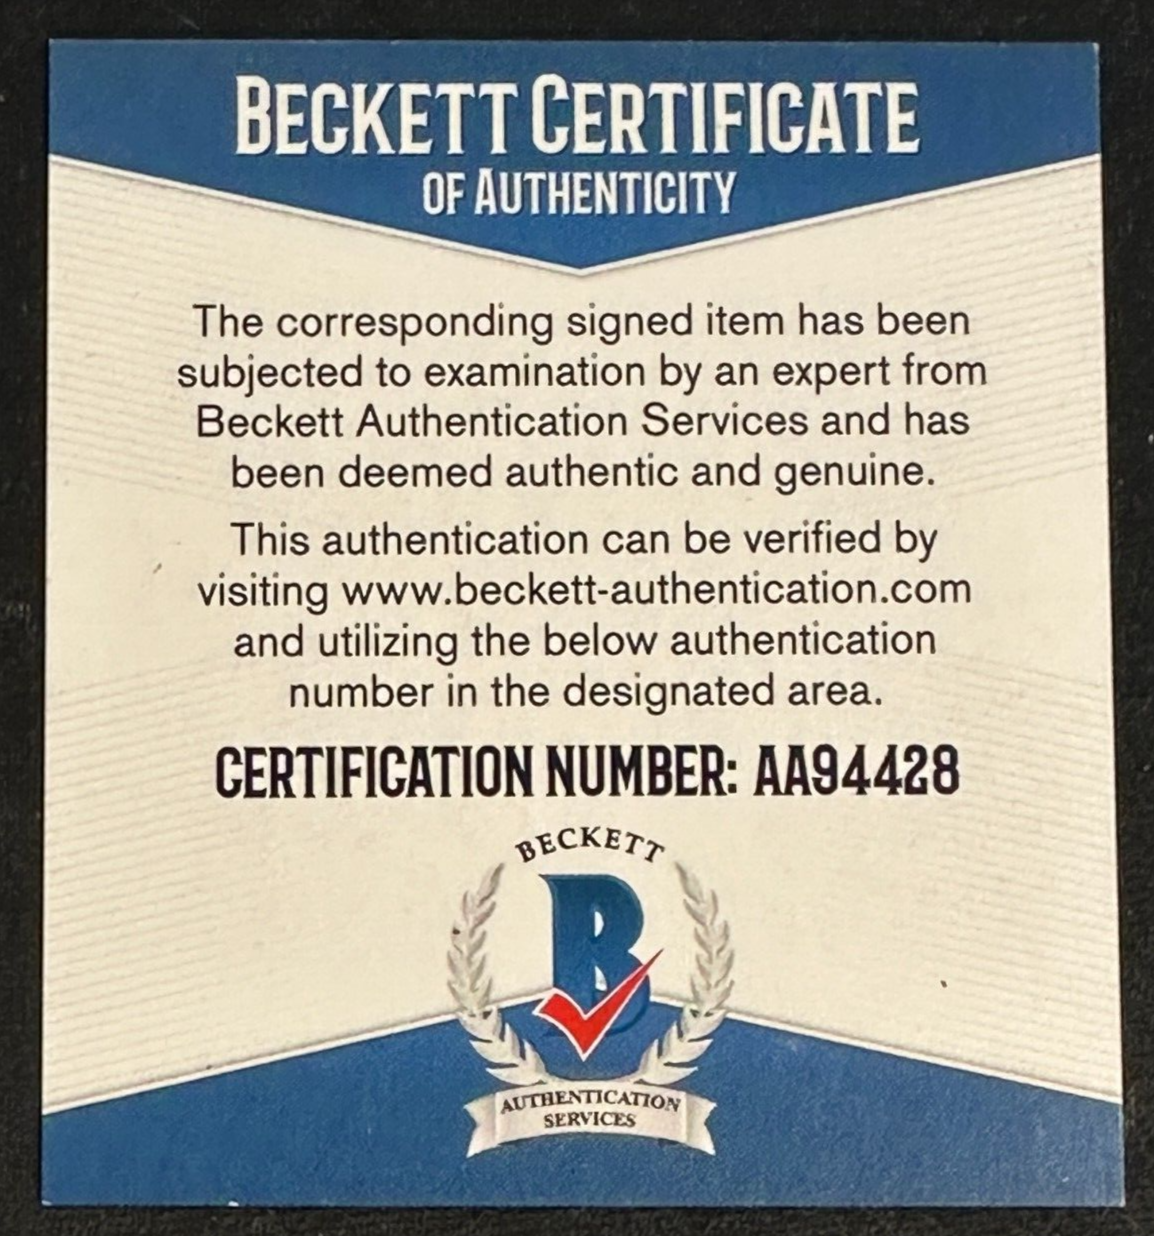 BECKETT CERTIFICATE
OF AUTHENTICITY
The corresponding signed item has been
subjected to examination by an expert from
Beckett Authentication Services and has
been deemed authentic and genuine.
This authentication can be verified by
visiting www.beckett-authentication.com
and utilizing the below authentication
number in the designated area.
CERTIFICATION NUMBER: AA94428
BECKETT
B
AUTHENTICATION
SERVICES